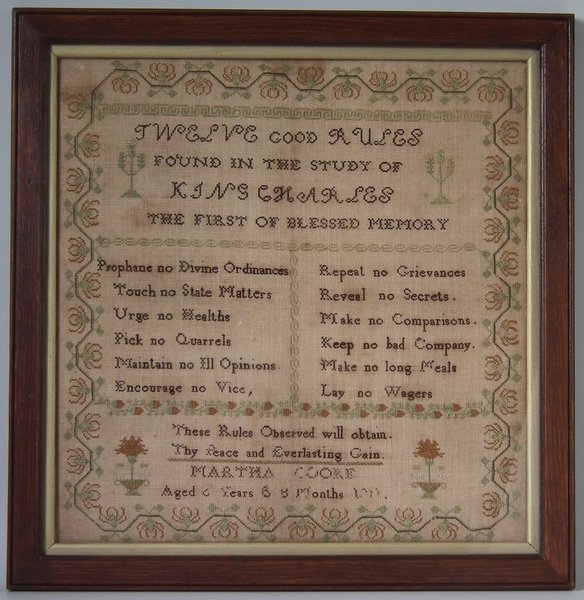 TWELVE GOOD RULES
FOUND IN THE STUDY OF
KING CHARLES
THE FIRST OF BLESSED MEMORY
Prophane no Divine Ordinances
Touch no State Matters
Urge no Healths
Pick no Quarrels
Maintain no Ill Opinions.
Encourage no Vice,
Repeat no Grievances
Reveal no Secrets.
Make no Comparisons.
Keep no bad Company.
Make no long Meals
Lay no Wagers
These Rules Observed will obtain.
Thy Peace and Everlasting Gain.
MARTHA
Aged Years & 8 Months